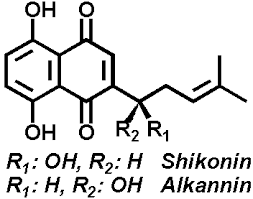 OH O
OH O R₂ R₁
R₁: OH, R₂: H Shikonin
R₁: H, R₂: OH Alkannin